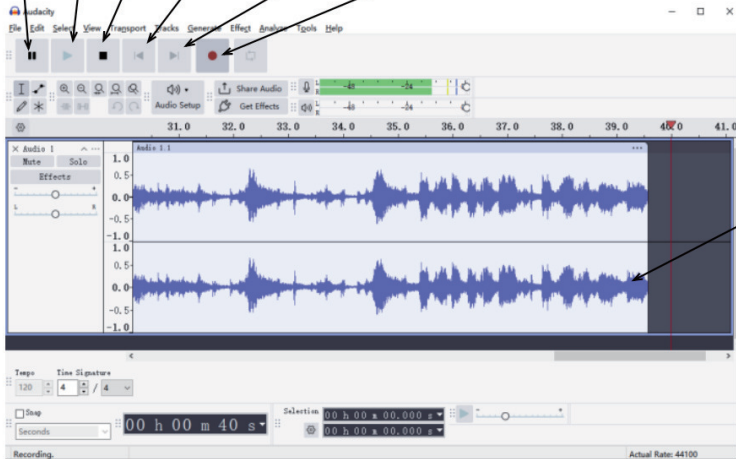 Audacity
File Edit Select View Transport Tracks Generate Effect Analyze Tools Help
Audio Setup
Share Audio
Get Effects
L R -48 -24
L R -48 -24
31.0 32.0 33.0 34.0 35.0 36.0 37.0 38.0 39.0 40.0 41.0
× Audio 1 ...
Mute Solo
Effects
- +
L R
Audio 1.1 ...
1.0
0.5
0.0
-0.5
-1.0
1.0
0.5
0.0
-0.5
-1.0
Tempo Time Signature
120 4 / 4
Snap
Seconds
00 h 00 m 40 s
Selection
00 h 00 m 00.000 s
00 h 00 m 00.000 s
- +
Recording. Actual Rate: 44100